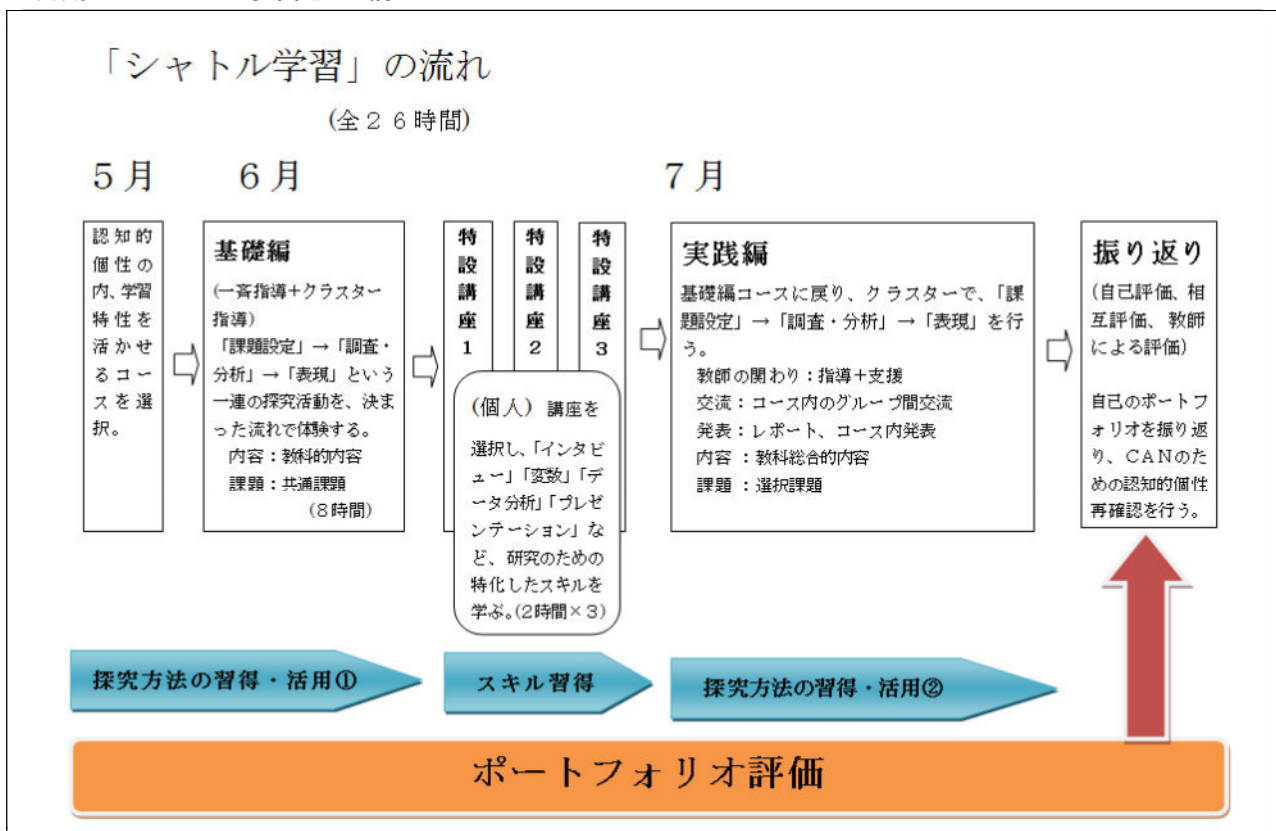 「シャトル学習」の流れ
(全２６時間)
５月
６月
７月
認知的
個性の
内、学習
特性を
活かせ
るコー
スを選
択。
基礎編
(一斉指導+クラスター
指導)
「課題設定」→「調査・
分析」→「表現」という
一連の探究活動を、決ま
った流れで体験する。
内容：教科的内容
課題：共通課題
(８時間)
特設講座１
特設講座２
特設講座３
(個人) 講座を
選択し、「インタビ
ュー」「変数」「デ
ータ分析」「プレゼ
ンテーション」な
ど、研究のための
特化したスキルを
学ぶ。(２時間×３)
実践編
基礎編コースに戻り、クラスターで、「課
題設定」→「調査・分析」→「表現」を行
う。
教師の関わり：指導+支援
交流：コース内のグループ間交流
発表：レポート、コース内発表
内容 ：教科総合的内容
課題 ：選択課題
振り返り
(自己評価、相
互評価、教師
による評価)
自己のポートフ
ォリオを振り返
り、ＣＡＮのた
めの認知的個性
再確認を行う。
探究方法の習得・活用①
スキル習得
探究方法の習得・活用②
ポートフォリオ評価